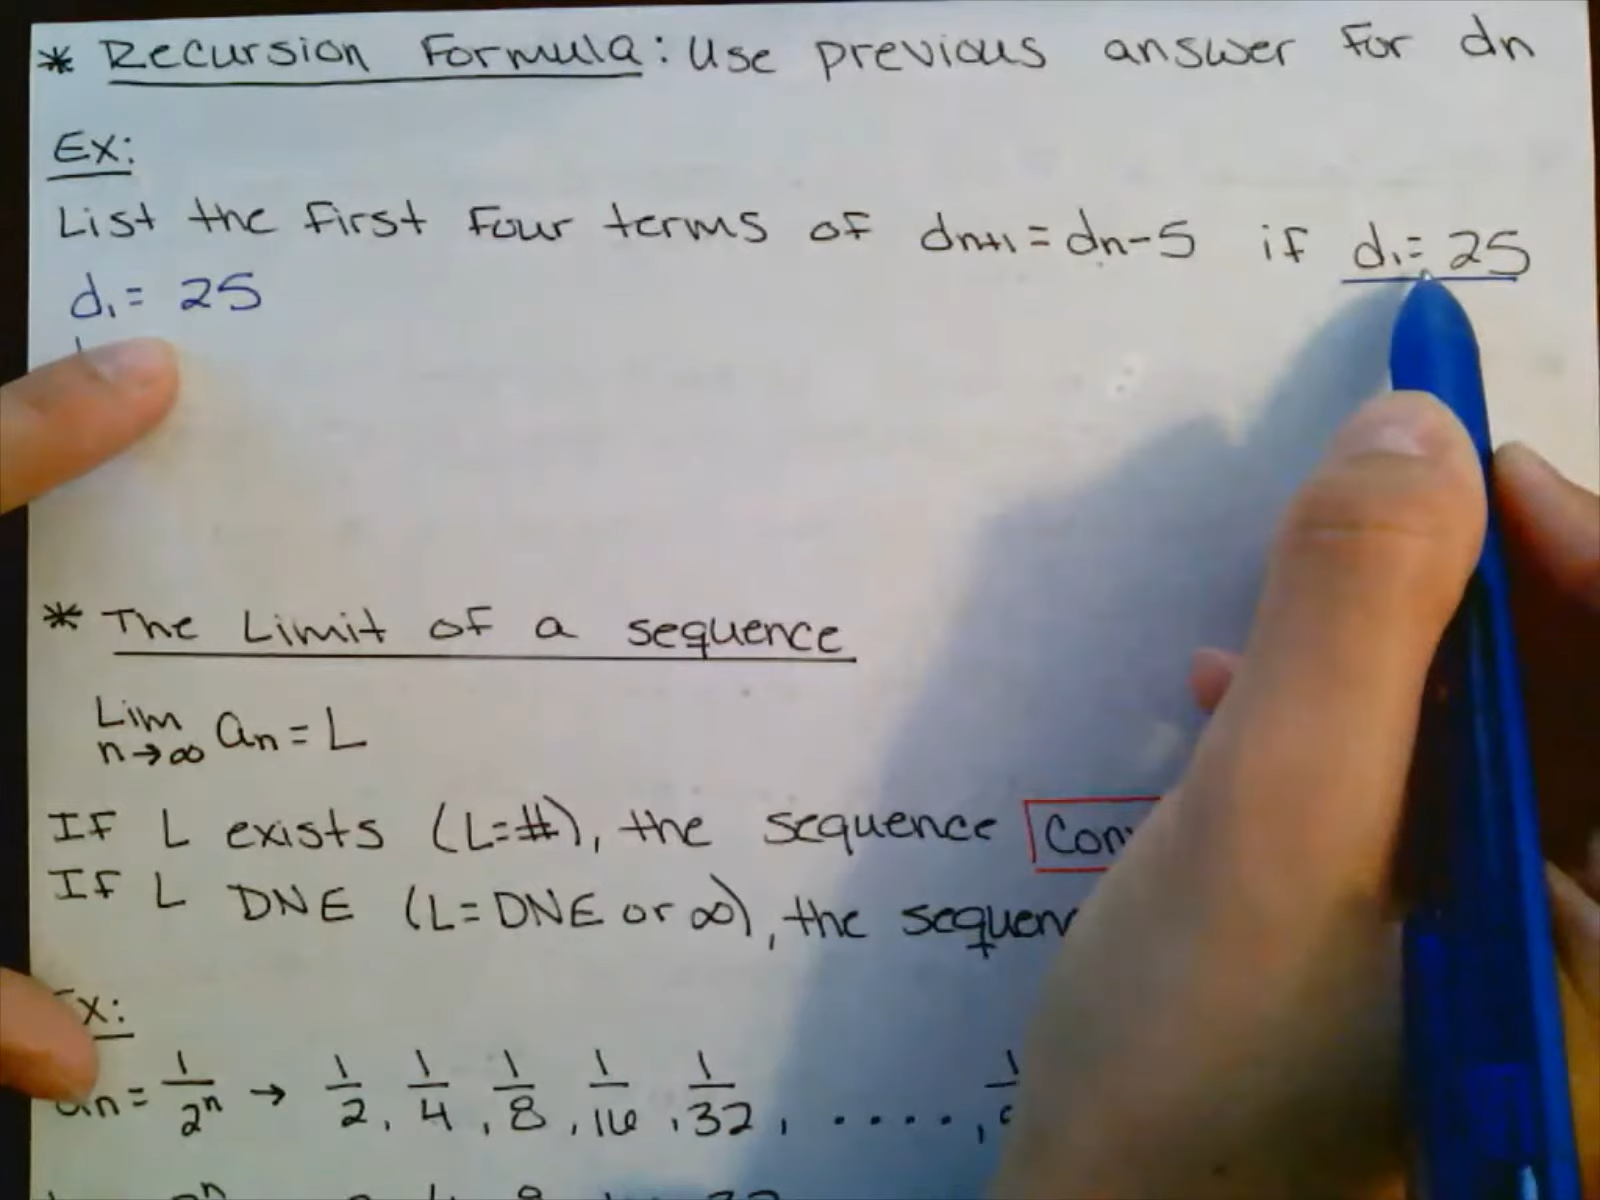 * Recursion Formula: Use previous answer for dn
Ex:
List the first four terms of dn+1 = dn-5 if d1 = 25
d1 = 25
* The Limit of a sequence
Lim n→∞ an = L
If L exists (L=#), the sequence
If L DNE (L=DNE or ∞), the
Ex:
an = 1/2ⁿ → 1/2, 1/4, 1/8, 1/16, 1/32, . . . . . ,